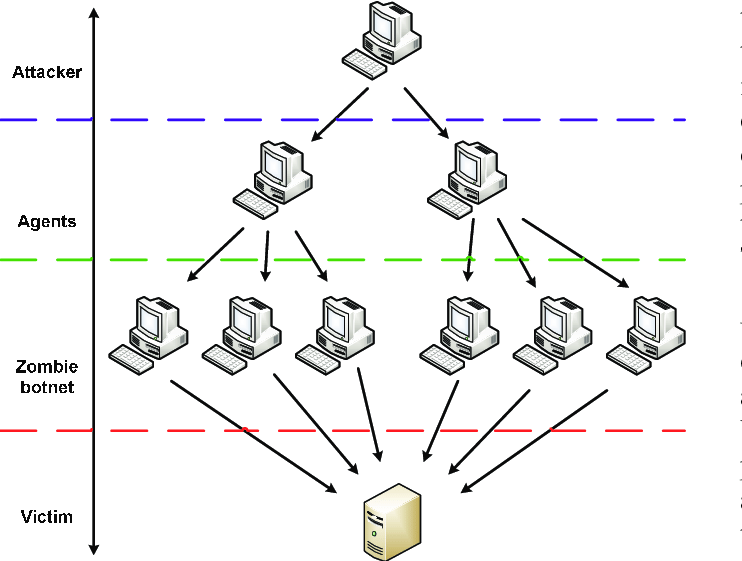 Attacker
Agents
Zombie
botnet
Victim